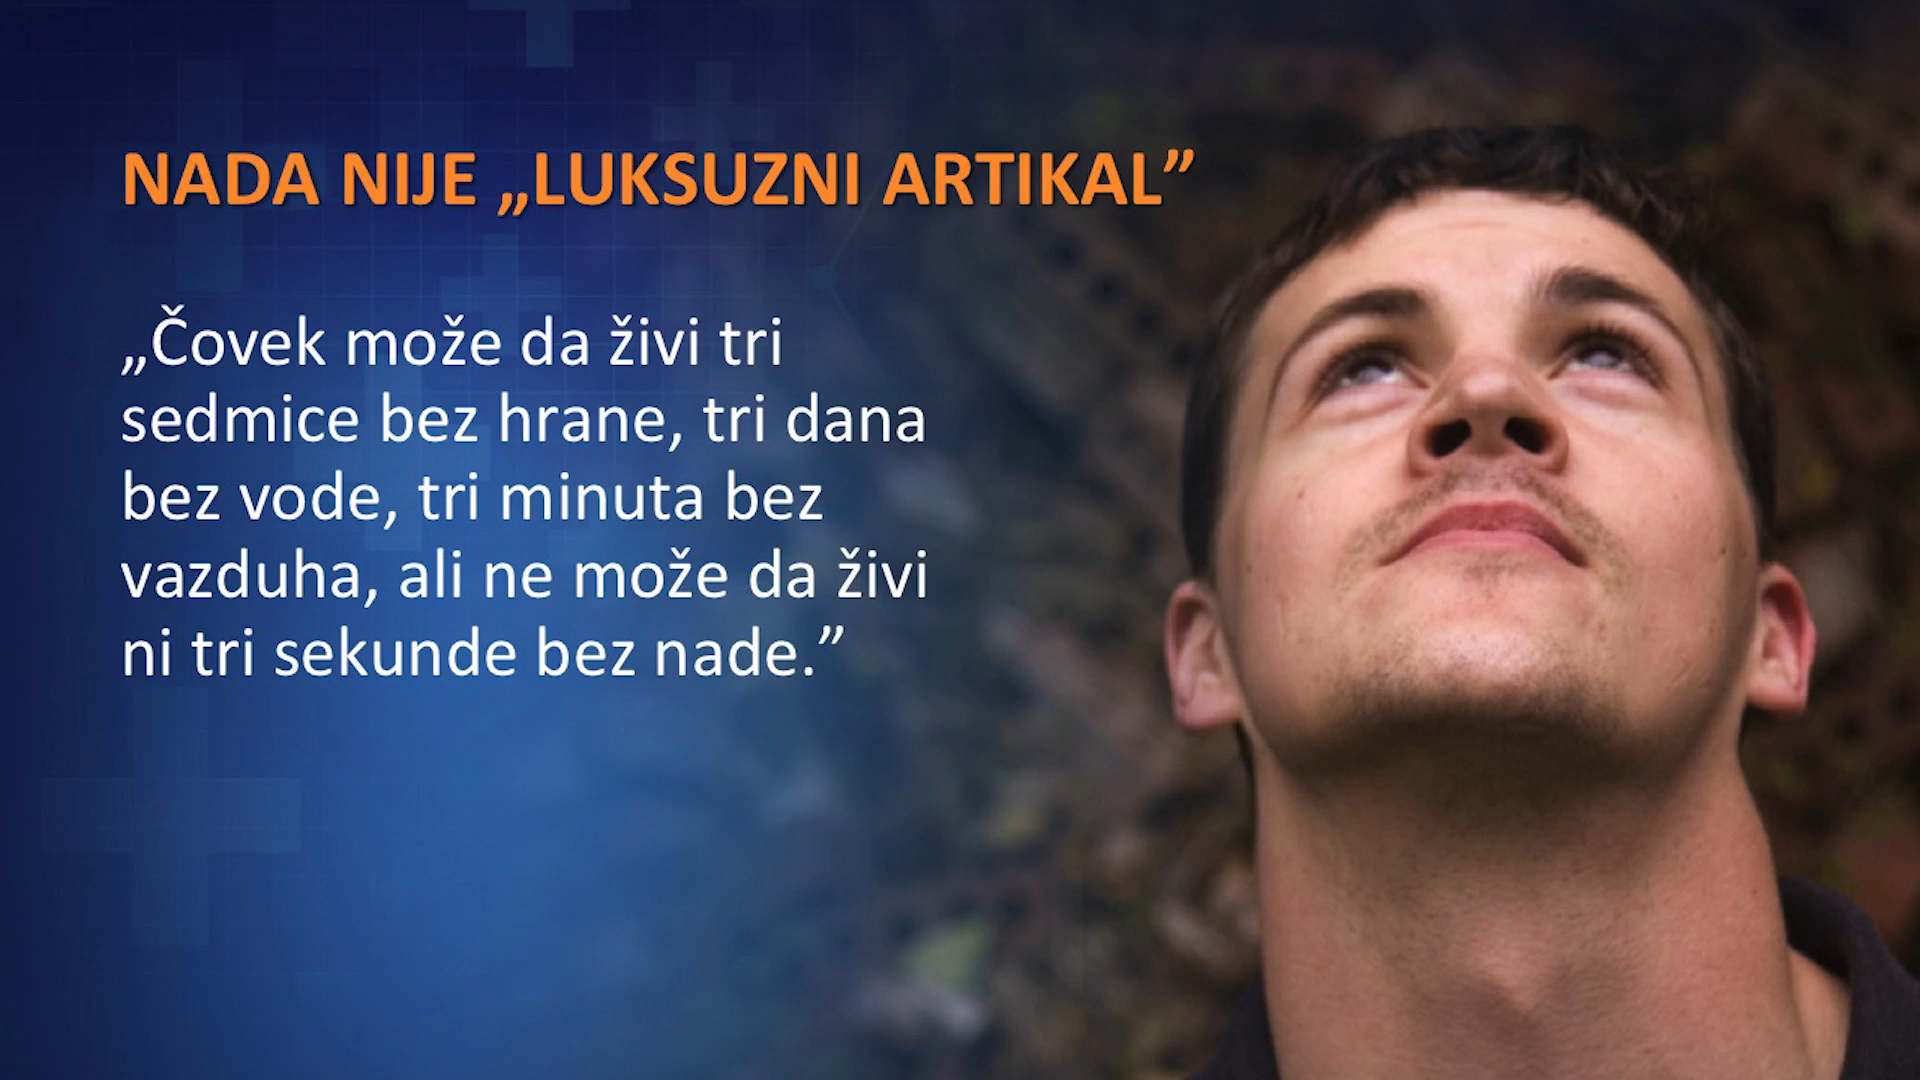 NADA NIJE „LUKSUZNI ARTIKAL”
„Čovek može da živi tri
sedmice bez hrane, tri dana
bez vode, tri minuta bez
vazduha, ali ne može da živi
ni tri sekunde bez nade.”